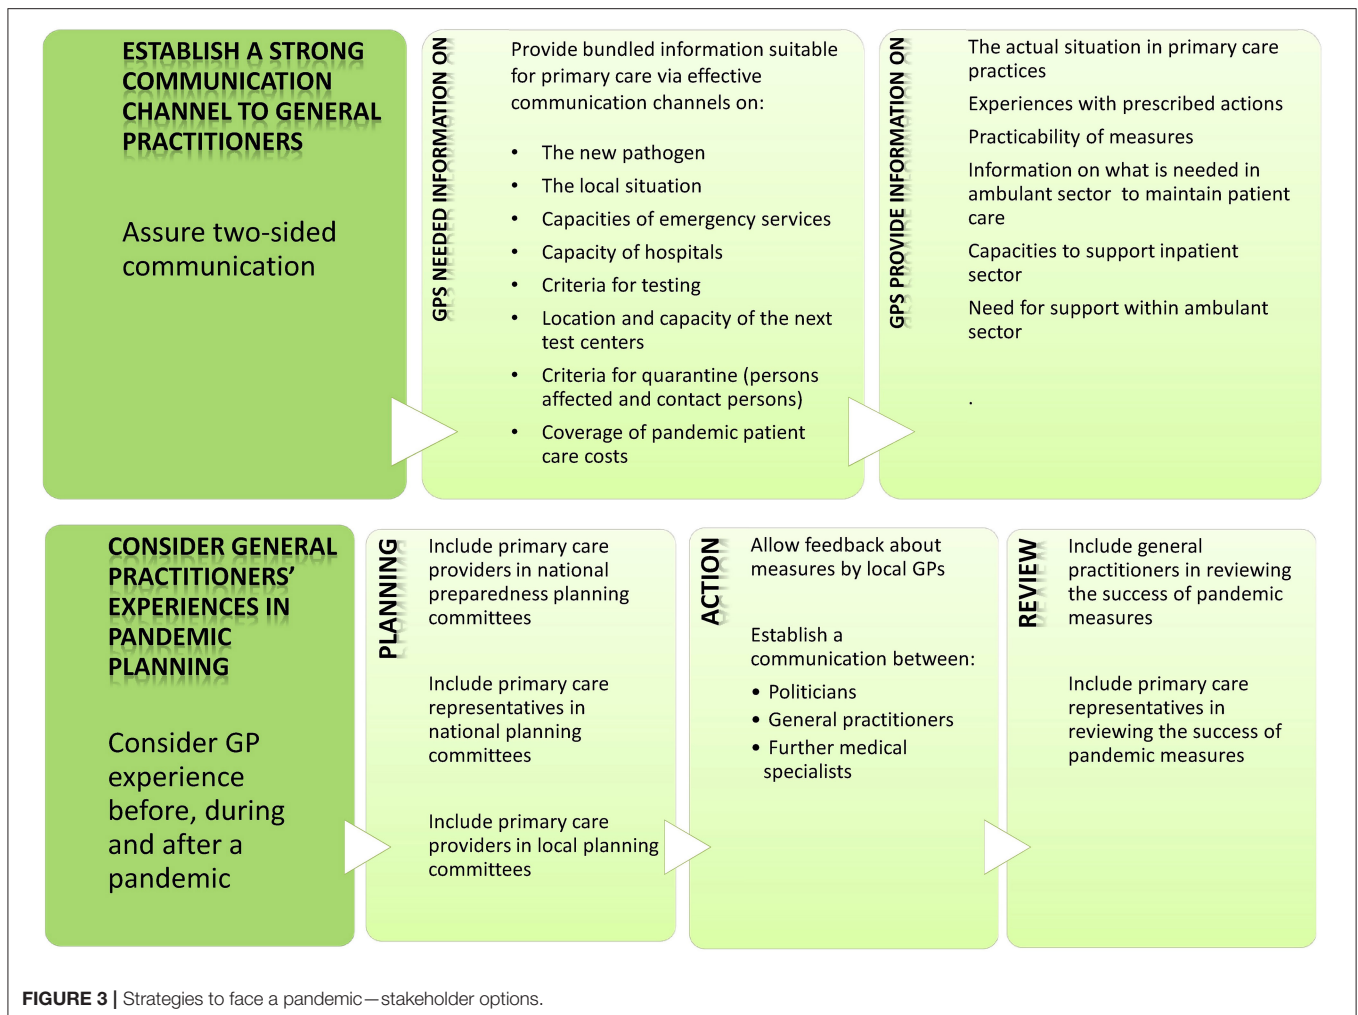 ESTABLISH A STRONG
COMMUNICATION
CHANNEL TO GENERAL
PRACTITIONERS
Assure two-sided
communication
GPS NEEDED INFORMATION ON
Provide bundled information suitable
for primary care via effective
communication channels on:
• The new pathogen
• The local situation
• Capacities of emergency services
• Capacity of hospitals
• Criteria for testing
• Location and capacity of the next
test centers
• Criteria for quarantine (persons
affected and contact persons)
• Coverage of pandemic patient
care costs
GPS PROVIDE INFORMATION ON
The actual situation in primary care
practices
Experiences with prescribed actions
Practicability of measures
Information on what is needed in
ambulant sector  to maintain patient
care
Capacities to support inpatient
sector
Need for support within ambulant
sector
.
CONSIDER GENERAL
PRACTITIONERS’
EXPERIENCES IN
PANDEMIC
PLANNING
Consider GP
experience
before, during
and after a
pandemic
PLANNING
Include primary care
providers in national
preparedness planning
committees
Include primary care
representatives in
national planning
committees
Include primary care
providers in local planning
committees
ACTION
Allow feedback about
measures by local GPs
Establish a
communication between:
• Politicians
• General practitioners
• Further medical
specialists
REVIEW
Include general
practitioners in reviewing
the success of pandemic
measures
Include primary care
representatives in
reviewing the success of
pandemic measures
FIGURE 3 | Strategies to face a pandemic—stakeholder options.